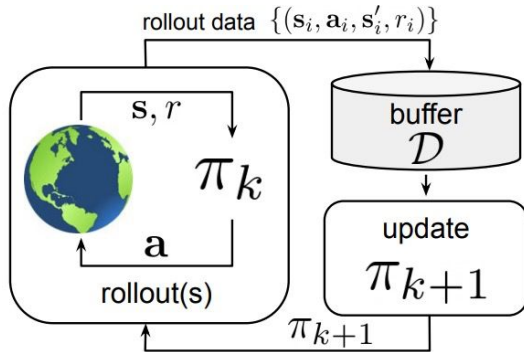 rollout data {(s_i, a_i, s'_i, r_i)}
s, r
π_k
a
rollout(s)
buffer
𝒟
update
π_{k+1}
π_{k+1}